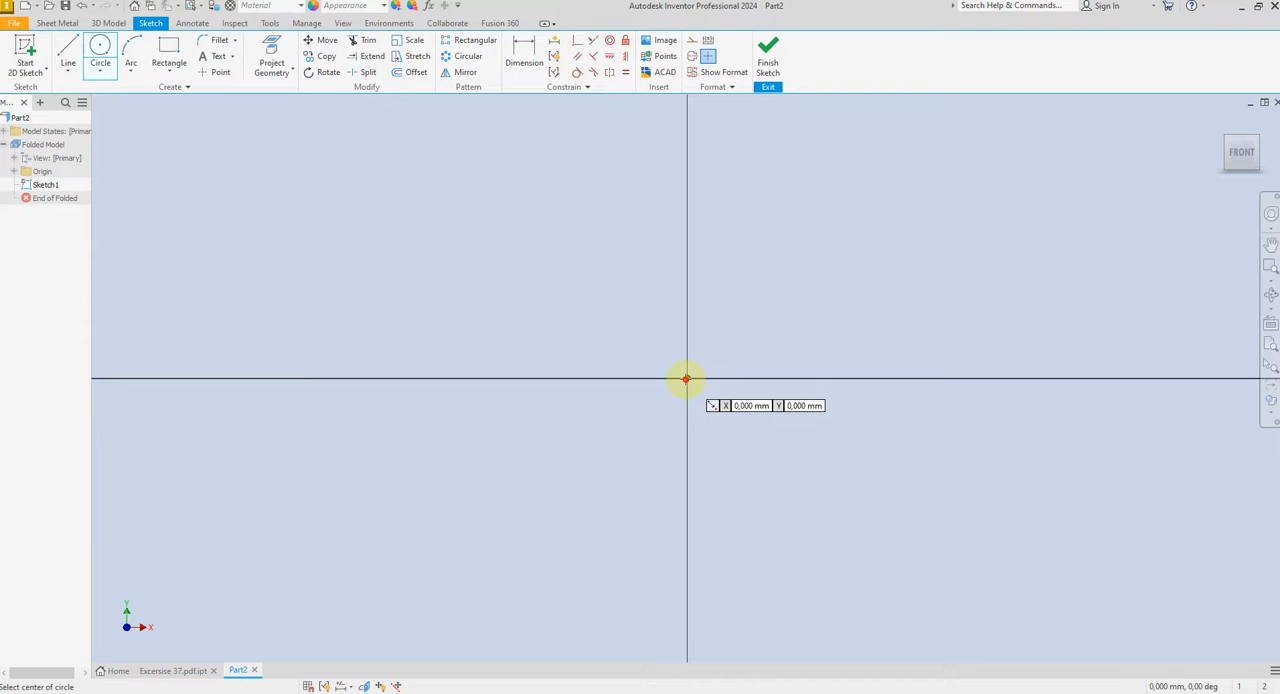 Material
Appearance
Autodesk Inventor Professional 2024 Part2
Search Help & Commands...
Sign In
File
Sheet Metal
3D Model
Sketch
Annotate
Inspect
Tools
Manage
View
Environments
Collaborate
Fusion 360
Start
2D Sketch
Line
Circle
Arc
Rectangle
Fillet
Text
Point
Project
Geometry
Move
Copy
Rotate
Trim
Extend
Split
Scale
Stretch
Offset
Rectangular
Circular
Mirror
Dimension
Image
Points
ACAD
Show Format
Finish
Sketch
Sketch
Create
Modify
Pattern
Constrain
Insert
Format
Exit
M...
Part2
Model States: [Primar
Folded Model
View: [Primary]
Origin
Sketch1
End of Folded
FRONT
X 0,000 mm Y 0,000 mm
Y
X
Home
Excersise 37.pdf.ipt
Part2
Select center of circle
0,000 mm, 0,00 deg
1
2